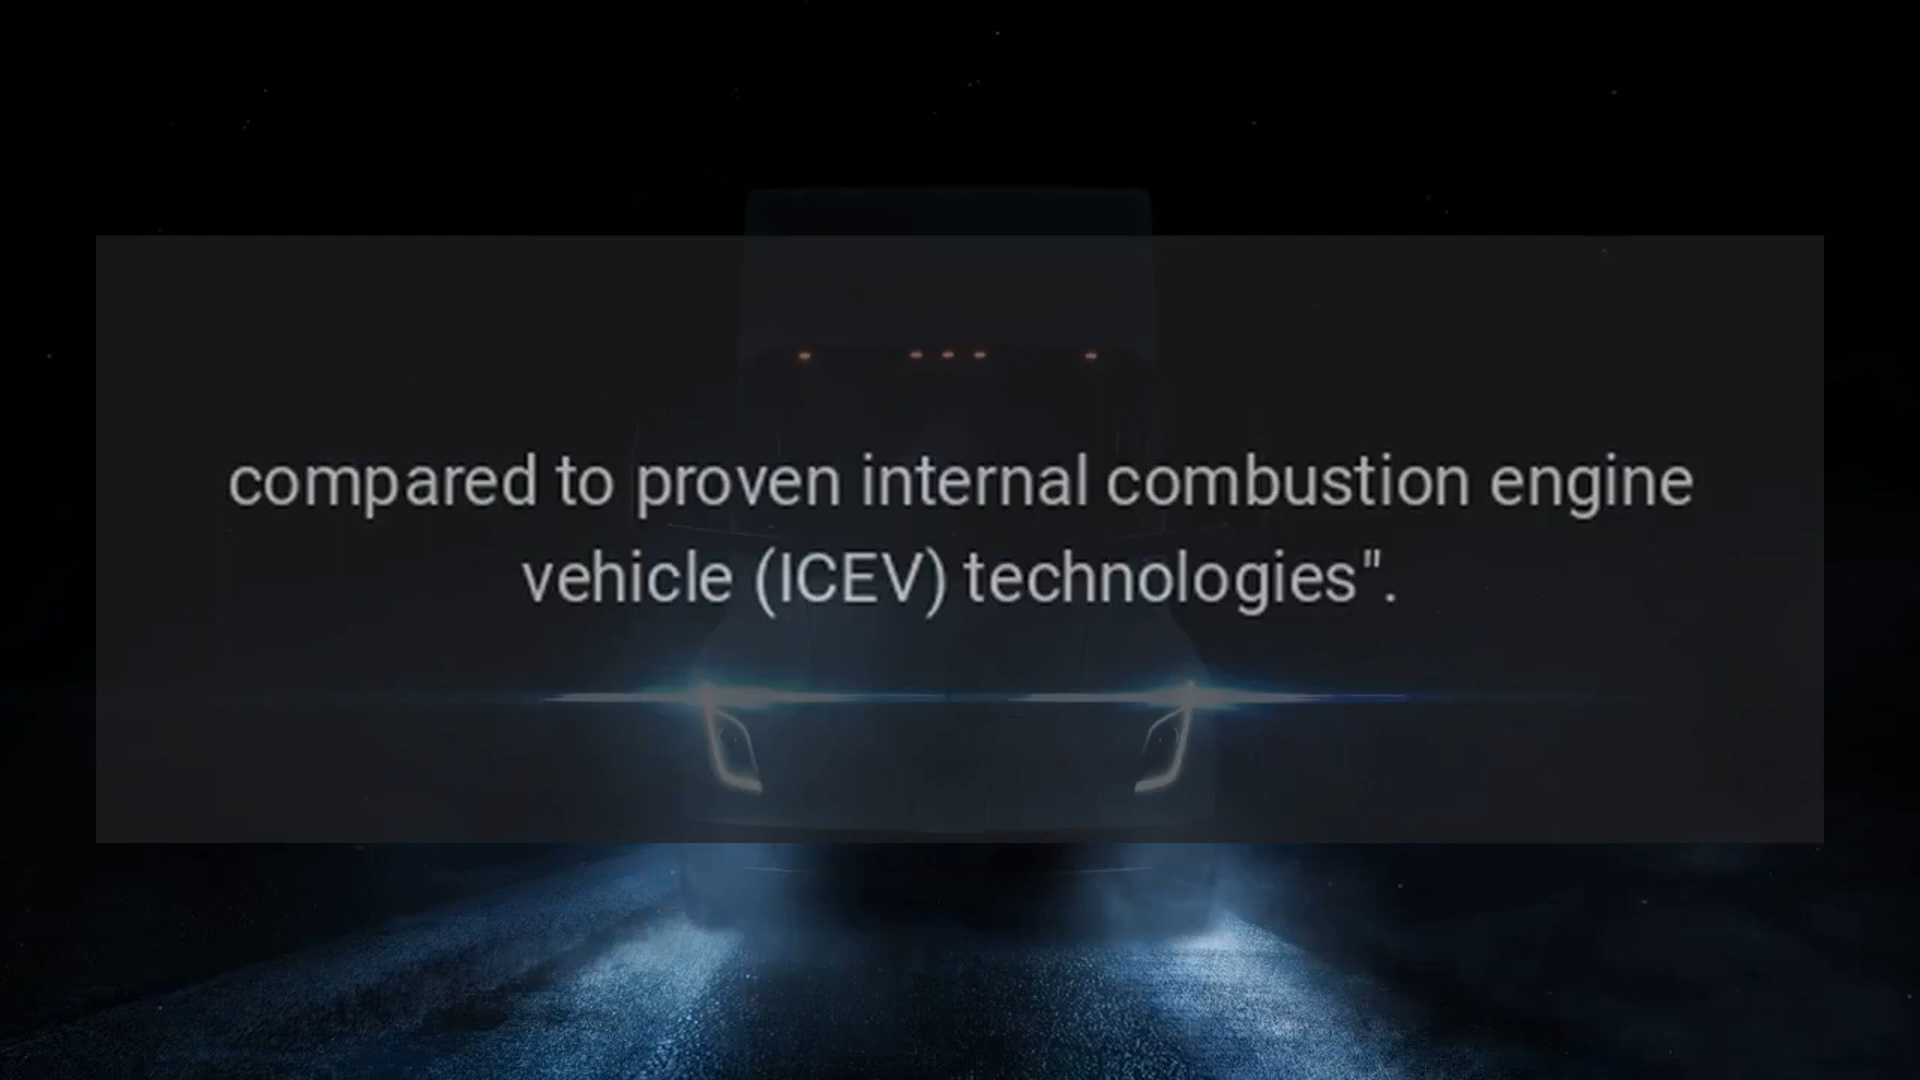 compared to proven internal combustion engine
vehicle (ICEV) technologies".